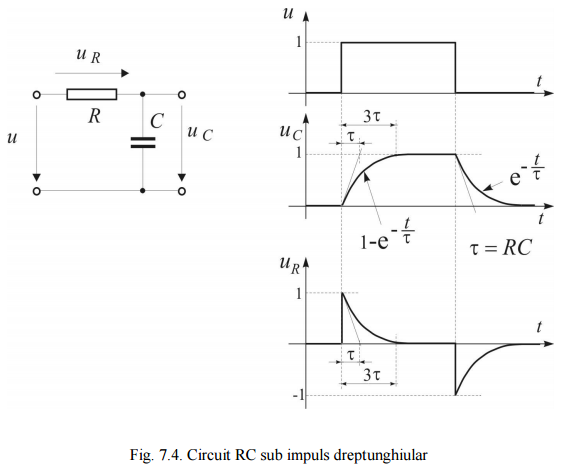 u
1
t
u R
R
C
u
u C
3τ
τ
u C
1
e^-t/τ
t
1-e^-t/τ
τ = RC
u R
1
t
τ
3τ
-1
Fig. 7.4. Circuit RC sub impuls dreptunghiular